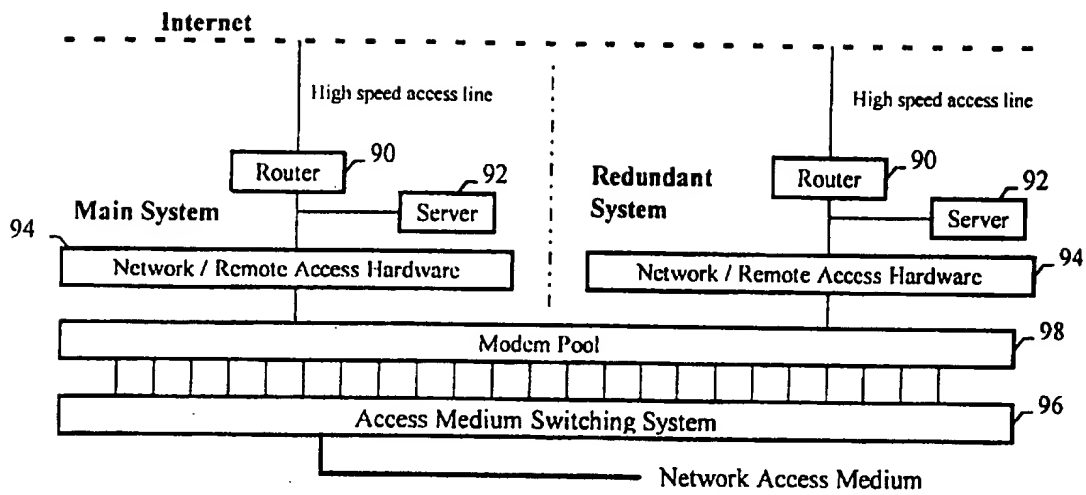 Internet
High speed access line
High speed access line
90
Router
92
Server
Main System
Redundant
System
90
Router
92
Server
94
Network / Remote Access Hardware
Network / Remote Access Hardware
94
Modem Pool
98
Access Medium Switching System
96
Network Access Medium